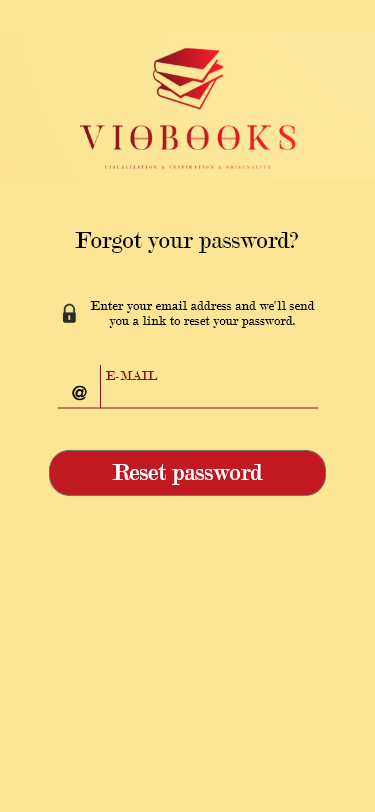 VIOBOOKS
VISUALIZATION & INSPIRATION & ORIGINALITY
Forgot your password?
Enter your email address and we'll send
you a link to reset your password.
@
E-MAIL
Reset password